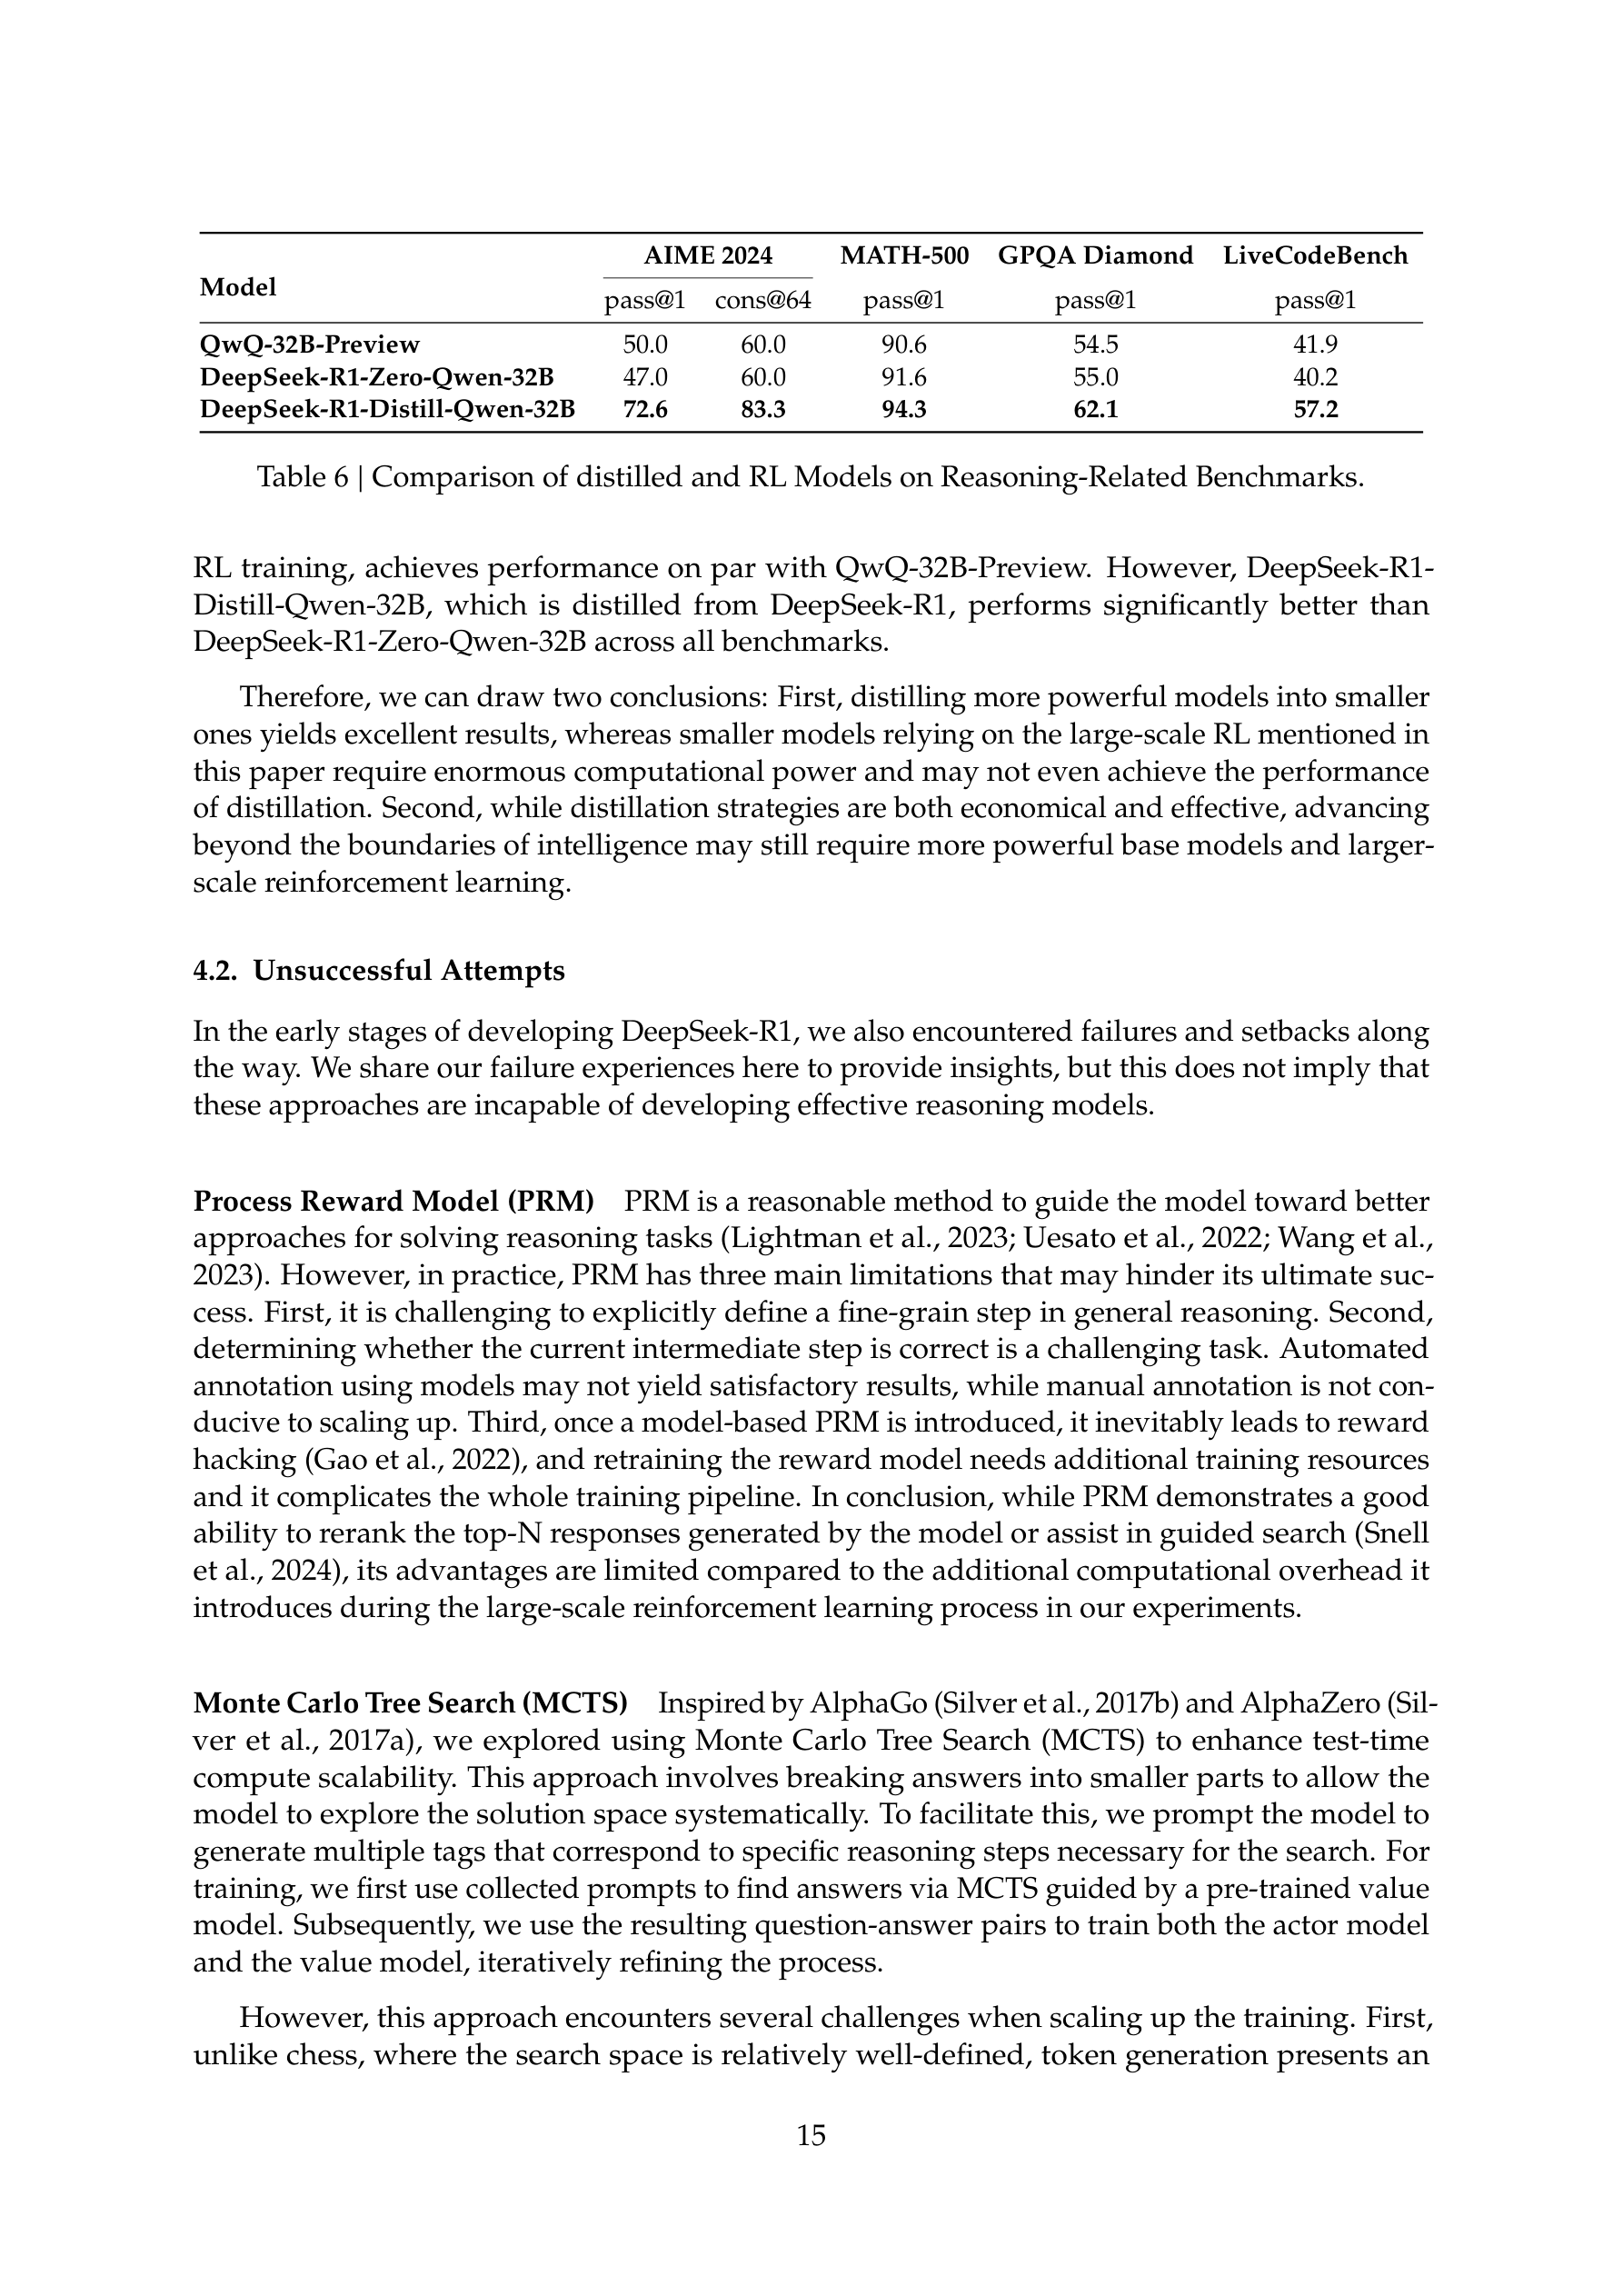 AIME 2024 MATH-500 GPQA Diamond LiveCodeBench
Model
pass@1 cons@64 pass@1 pass@1 pass@1
QwQ-32B-Preview 50.0 60.0 90.6 54.5 41.9
DeepSeek-R1-Zero-Qwen-32B 47.0 60.0 91.6 55.0 40.2
DeepSeek-R1-Distill-Qwen-32B 72.6 83.3 94.3 62.1 57.2
Table 6 | Comparison of distilled and RL Models on Reasoning-Related Benchmarks.
RL training, achieves performance on par with QwQ-32B-Preview. However, DeepSeek-R1-
Distill-Qwen-32B, which is distilled from DeepSeek-R1, performs significantly better than
DeepSeek-R1-Zero-Qwen-32B across all benchmarks.
Therefore, we can draw two conclusions: First, distilling more powerful models into smaller
ones yields excellent results, whereas smaller models relying on the large-scale RL mentioned in
this paper require enormous computational power and may not even achieve the performance
of distillation. Second, while distillation strategies are both economical and effective, advancing
beyond the boundaries of intelligence may still require more powerful base models and larger-
scale reinforcement learning.
4.2. Unsuccessful Attempts
In the early stages of developing DeepSeek-R1, we also encountered failures and setbacks along
the way. We share our failure experiences here to provide insights, but this does not imply that
these approaches are incapable of developing effective reasoning models.
Process Reward Model (PRM) PRM is a reasonable method to guide the model toward better
approaches for solving reasoning tasks (Lightman et al., 2023; Uesato et al., 2022; Wang et al.,
2023). However, in practice, PRM has three main limitations that may hinder its ultimate suc-
cess. First, it is challenging to explicitly define a fine-grain step in general reasoning. Second,
determining whether the current intermediate step is correct is a challenging task. Automated
annotation using models may not yield satisfactory results, while manual annotation is not con-
ducive to scaling up. Third, once a model-based PRM is introduced, it inevitably leads to reward
hacking (Gao et al., 2022), and retraining the reward model needs additional training resources
and it complicates the whole training pipeline. In conclusion, while PRM demonstrates a good
ability to rerank the top-N responses generated by the model or assist in guided search (Snell
et al., 2024), its advantages are limited compared to the additional computational overhead it
introduces during the large-scale reinforcement learning process in our experiments.
Monte Carlo Tree Search (MCTS) Inspired by AlphaGo (Silver et al., 2017b) and AlphaZero (Sil-
ver et al., 2017a), we explored using Monte Carlo Tree Search (MCTS) to enhance test-time
compute scalability. This approach involves breaking answers into smaller parts to allow the
model to explore the solution space systematically. To facilitate this, we prompt the model to
generate multiple tags that correspond to specific reasoning steps necessary for the search. For
training, we first use collected prompts to find answers via MCTS guided by a pre-trained value
model. Subsequently, we use the resulting question-answer pairs to train both the actor model
and the value model, iteratively refining the process.
However, this approach encounters several challenges when scaling up the training. First,
unlike chess, where the search space is relatively well-defined, token generation presents an
15